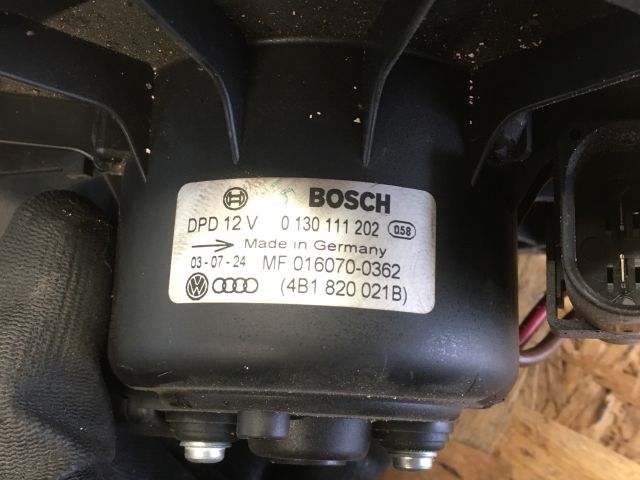 BOSCH
DPD 12 V 0 130 111 202 058
Made in Germany
03-07-24 MF 016070-0362
VW (4B1 820 021B)